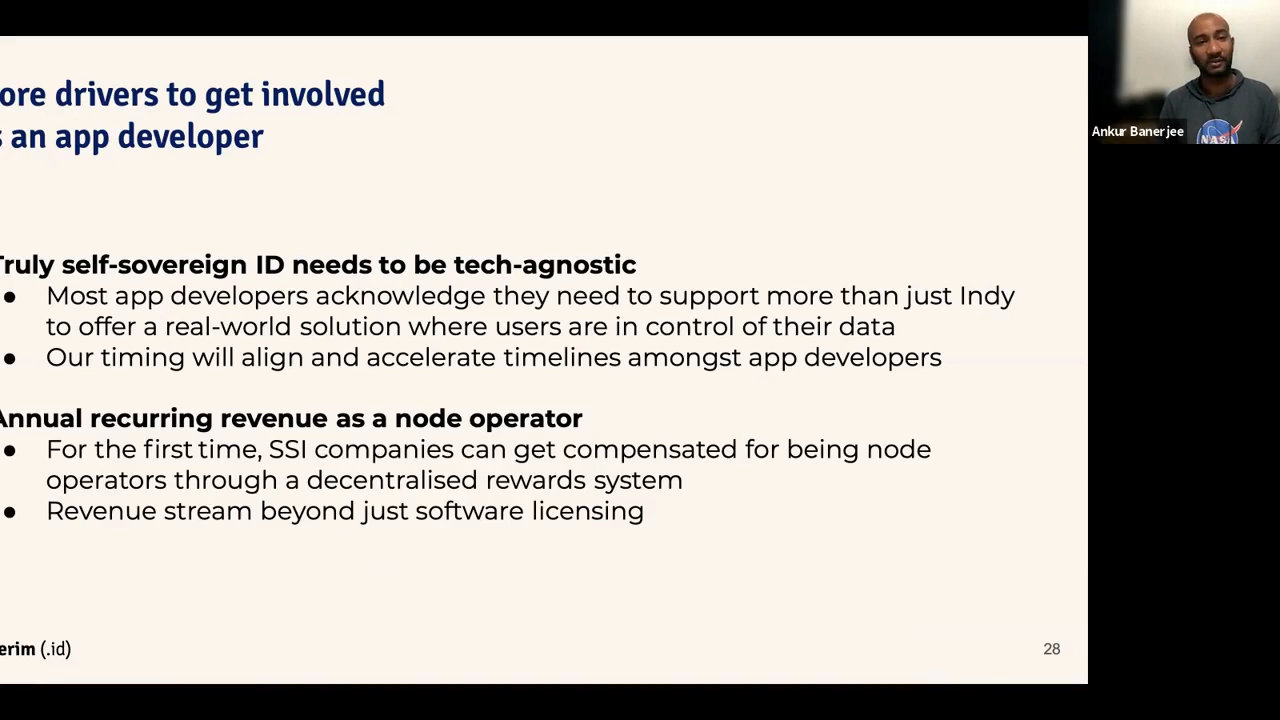 ore drivers to get involved
s an app developer
Truly self-sovereign ID needs to be tech-agnostic
● Most app developers acknowledge they need to support more than just Indy
to offer a real-world solution where users are in control of their data
● Our timing will align and accelerate timelines amongst app developers
Annual recurring revenue as a node operator
● For the first time, SSI companies can get compensated for being node
operators through a decentralised rewards system
● Revenue stream beyond just software licensing
erim (.id)
28
Ankur Banerjee
NAS